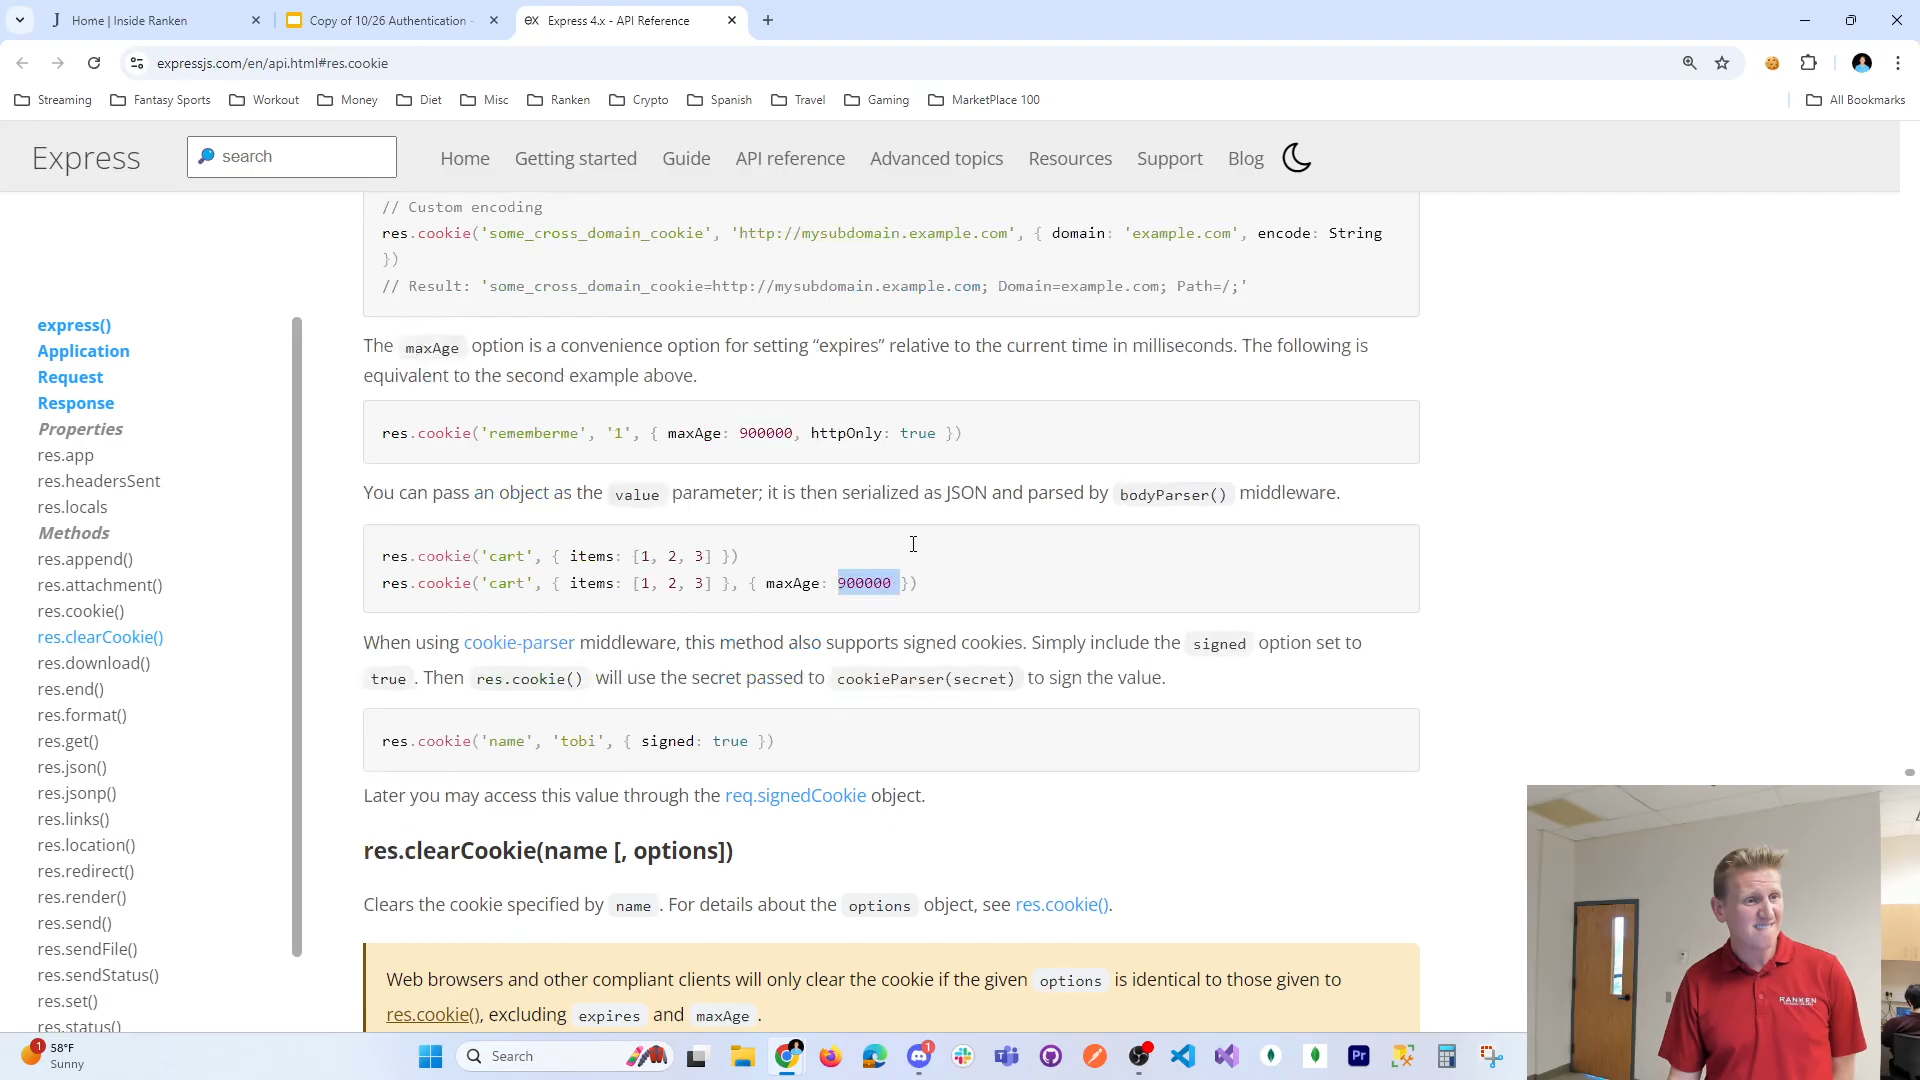 Home | Inside Ranken
Copy of 10/26 Authentication -
EX Express 4.x - API Reference
expressjs.com/en/api.html#res.cookie
Streaming Fantasy Sports Workout Money Diet Misc Ranken Crypto Spanish Travel Gaming MarketPlace 100 All Bookmarks
Express search Home Getting started Guide API reference Advanced topics Resources Support Blog
// Custom encoding
res.cookie('some_cross_domain_cookie', 'http://mysubdomain.example.com', { domain: 'example.com', encode: String
})
// Result: 'some_cross_domain_cookie=http://mysubdomain.example.com; Domain=example.com; Path=/;'
The maxAge option is a convenience option for setting “expires” relative to the current time in milliseconds. The following is
equivalent to the second example above.
res.cookie('rememberme', '1', { maxAge: 900000, httpOnly: true })
You can pass an object as the value parameter; it is then serialized as JSON and parsed by bodyParser() middleware.
res.cookie('cart', { items: [1, 2, 3] })
res.cookie('cart', { items: [1, 2, 3] }, { maxAge: 900000 })
When using cookie-parser middleware, this method also supports signed cookies. Simply include the signed option set to
true. Then res.cookie() will use the secret passed to cookieParser(secret) to sign the value.
res.cookie('name', 'tobi', { signed: true })
Later you may access this value through the req.signedCookie object.
res.clearCookie(name [, options])
Clears the cookie specified by name. For details about the options object, see res.cookie().
Web browsers and other compliant clients will only clear the cookie if the given options is identical to those given to
res.cookie(), excluding expires and maxAge.
express()
Application
Request
Response
Properties
res.app
res.headersSent
res.locals
Methods
res.append()
res.attachment()
res.cookie()
res.clearCookie()
res.download()
res.end()
res.format()
res.get()
res.json()
res.jsonp()
res.links()
res.location()
res.redirect()
res.render()
res.send()
res.sendFile()
res.sendStatus()
res.set()
res.status()
RANKEN
1
58°F
Sunny
Search
1
Pr